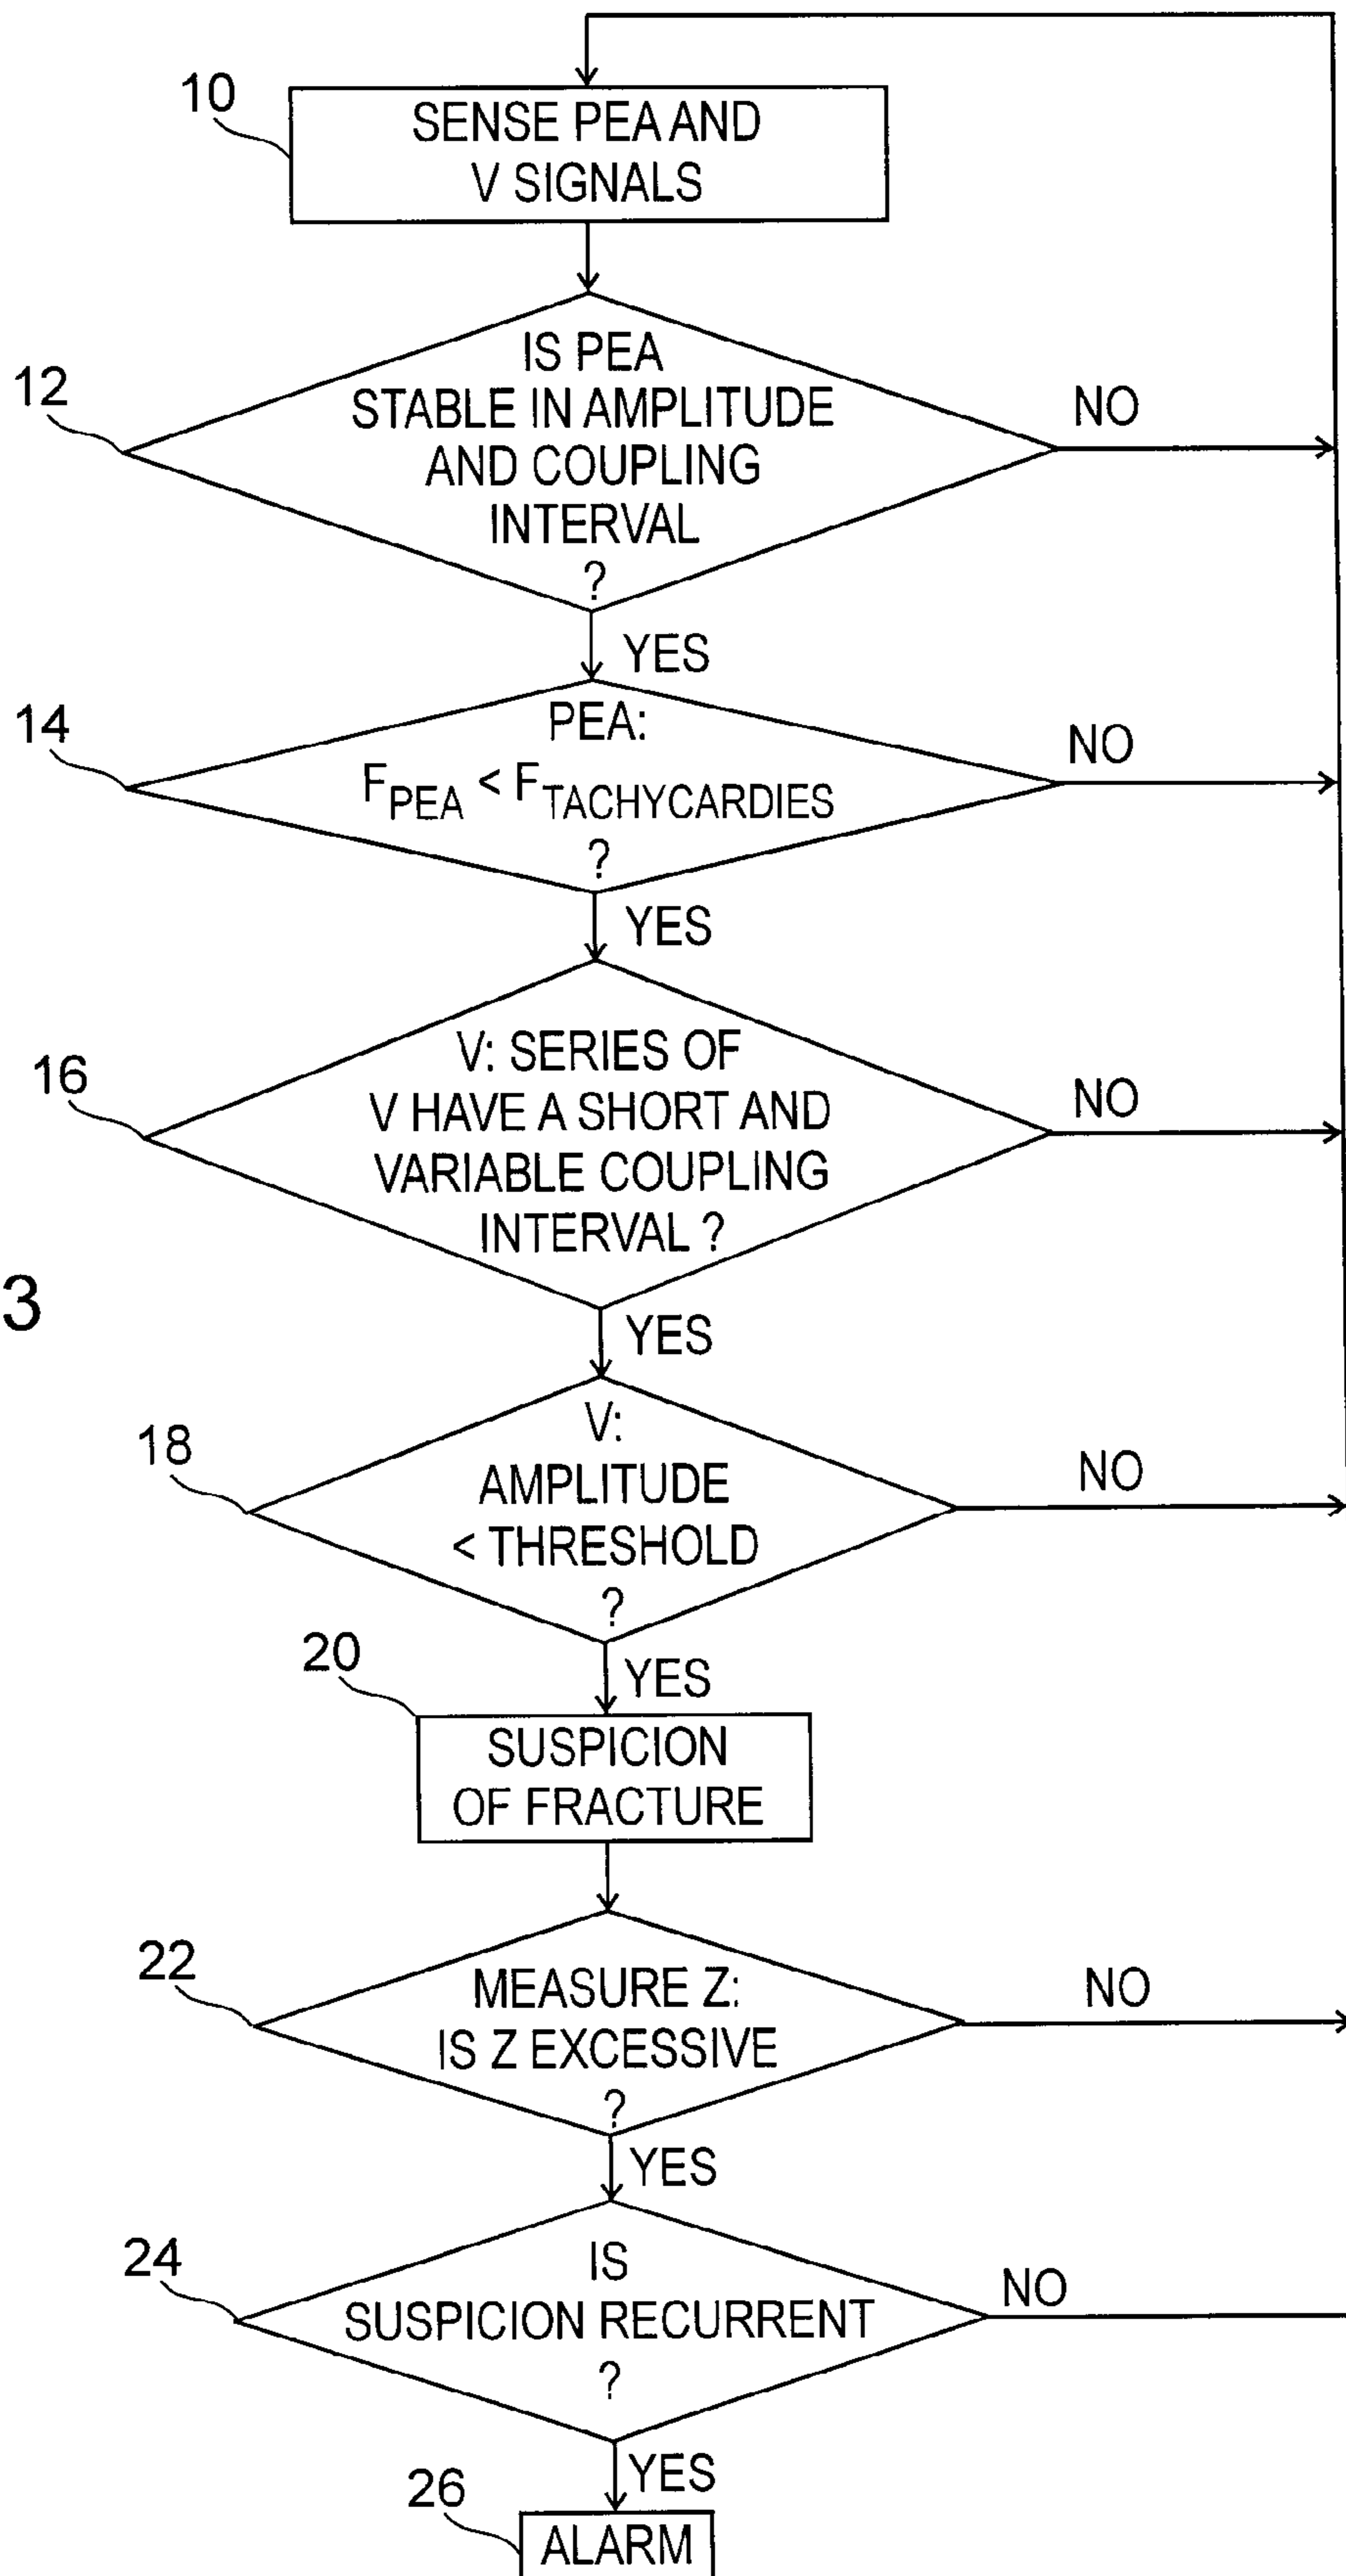 10
SENSE PEA AND
V SIGNALS
12
IS PEA
STABLE IN AMPLITUDE
AND COUPLING
INTERVAL
?
NO
YES
14
PEA:
FPEA < FTACHYCARDIES
?
NO
YES
16
V: SERIES OF
V HAVE A SHORT AND
VARIABLE COUPLING
INTERVAL ?
NO
3
YES
18
V:
AMPLITUDE
< THRESHOLD
?
NO
YES
20
SUSPICION
OF FRACTURE
22
MEASURE Z:
IS Z EXCESSIVE
?
NO
YES
24
IS
SUSPICION RECURRENT
?
NO
YES
26
ALARM